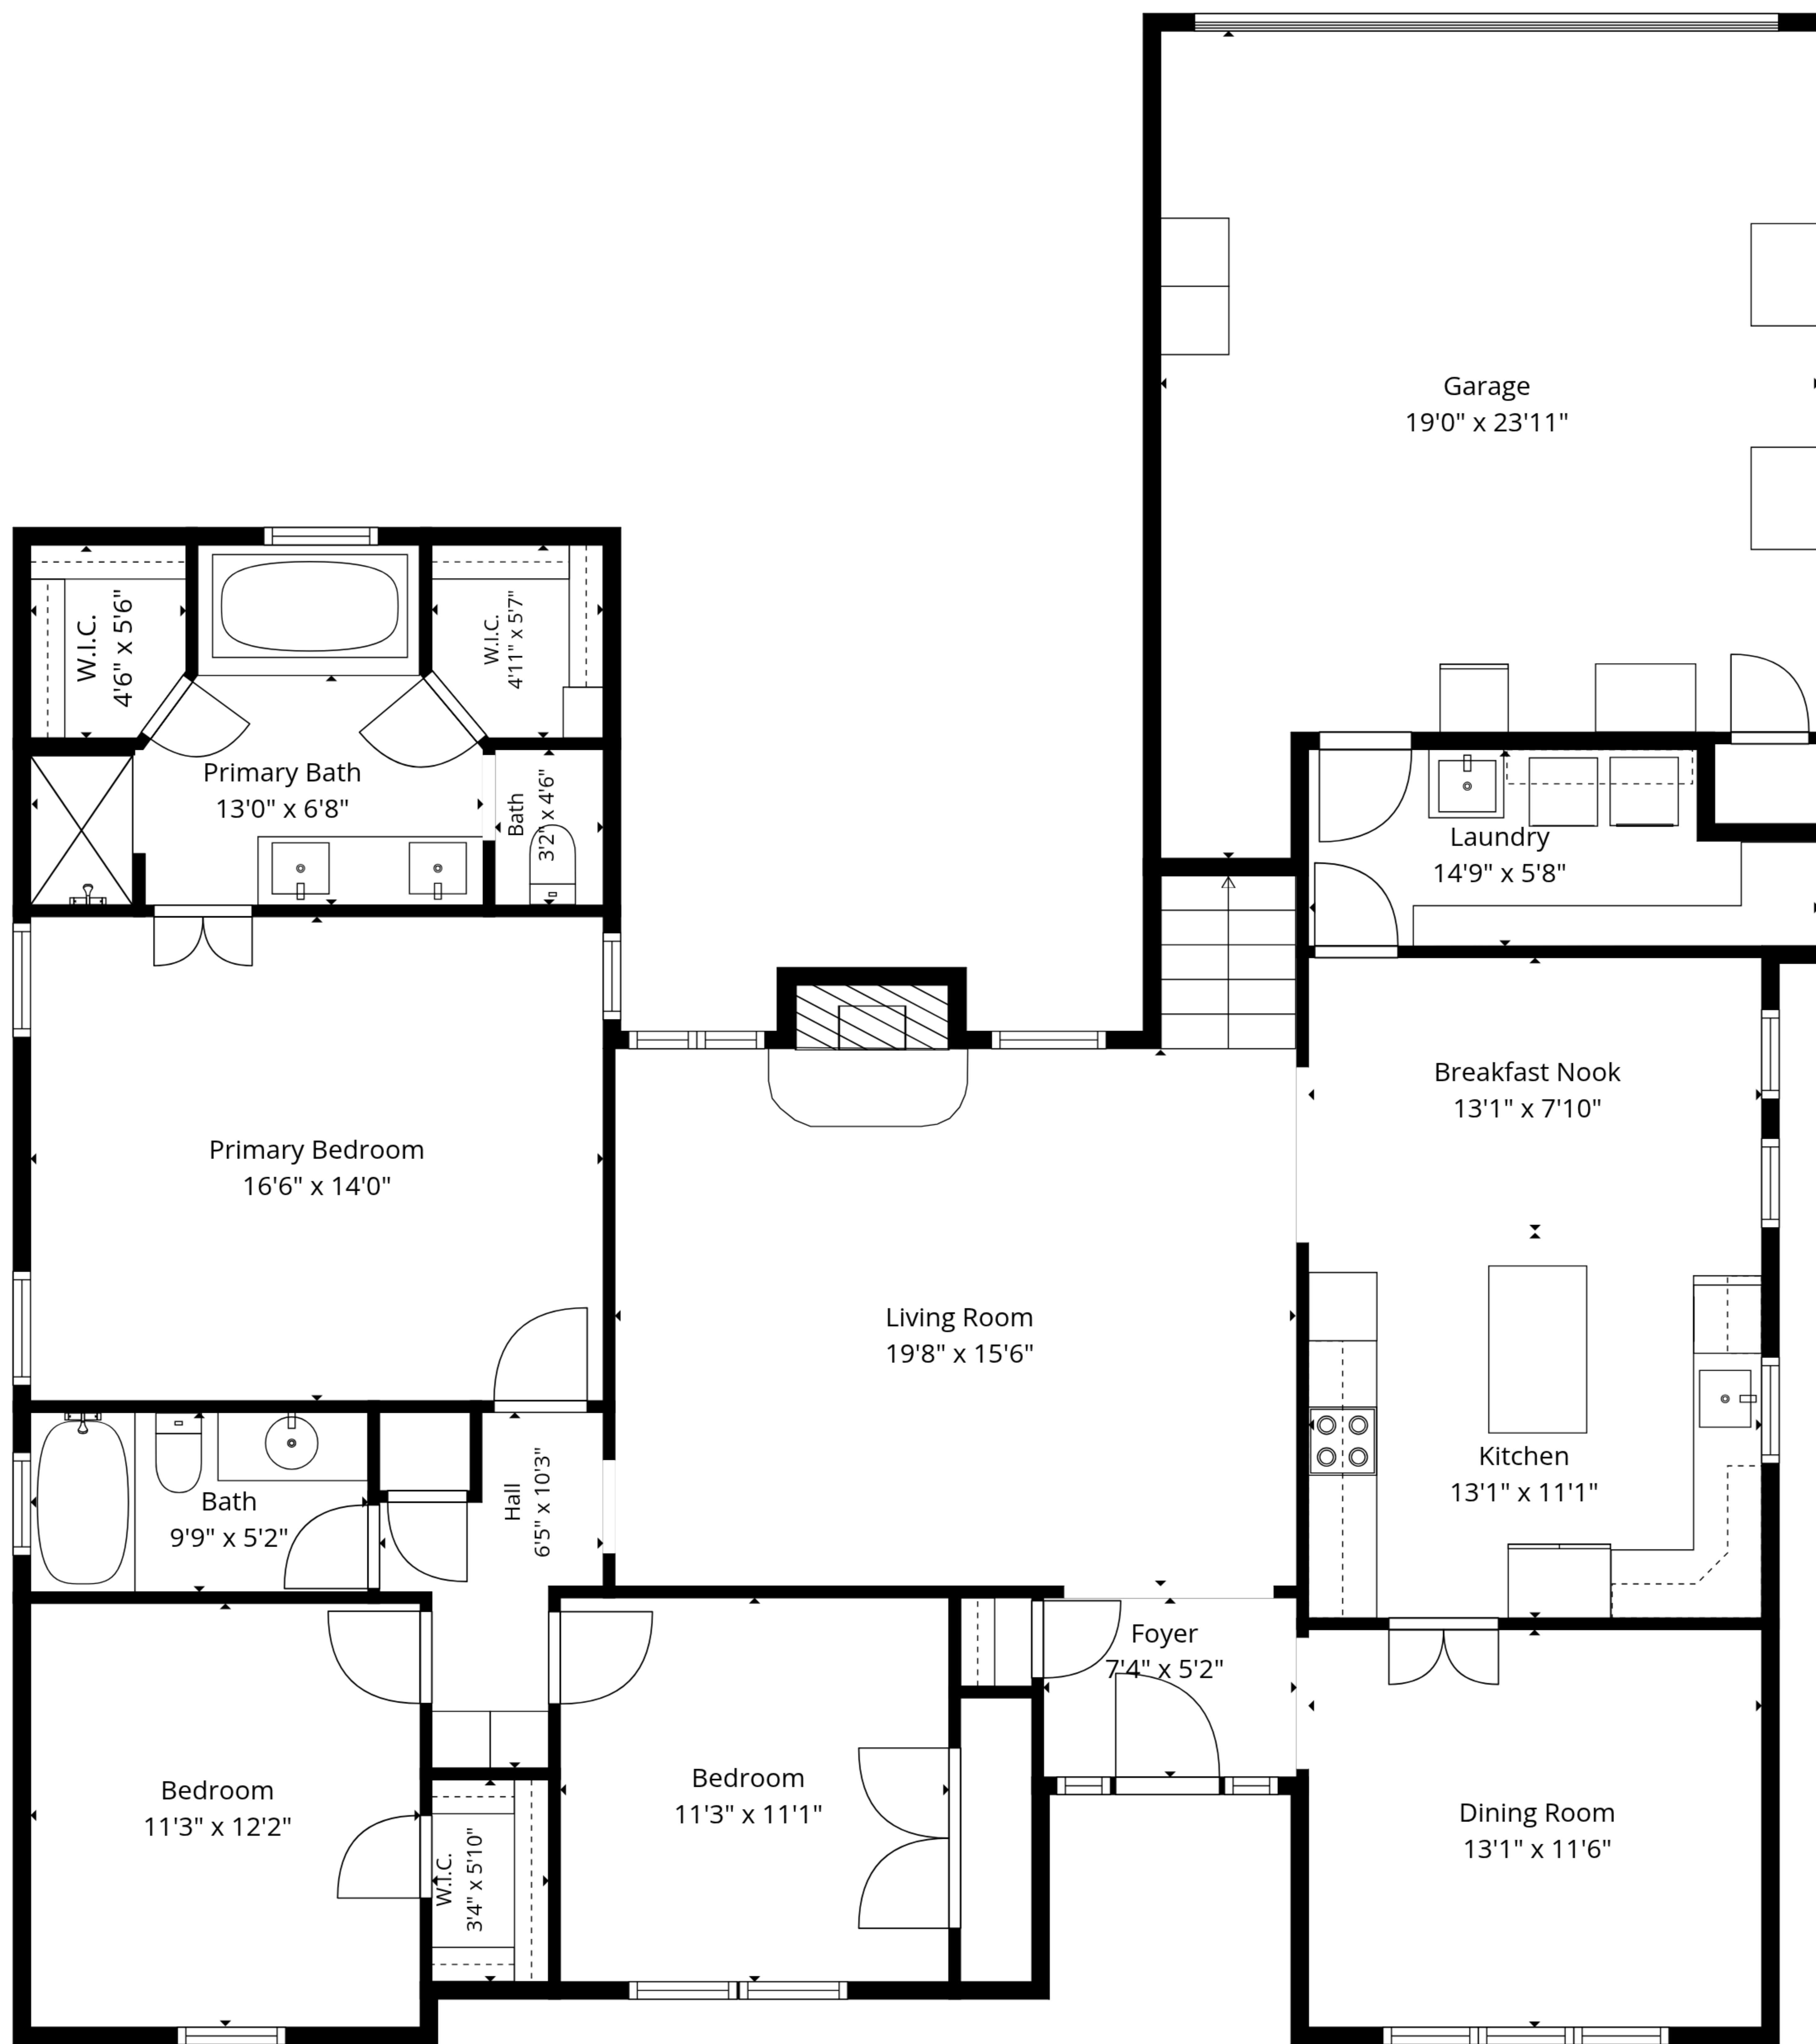 Garage
19'0" x 23'11"
W.I.C.
4'6" x 5'6"
W.I.C.
4'11" x 5'7"
Primary Bath
13'0" x 6'8"
Bath
3'2" x 4'6"
Laundry
14'9" x 5'8"
Breakfast Nook
13'1" x 7'10"
Primary Bedroom
16'6" x 14'0"
Living Room
19'8" x 15'6"
Kitchen
13'1" x 11'1"
Bath
9'9" x 5'2"
Hall
6'5" x 10'3"
Foyer
7'4" x 5'2"
Bedroom
11'3" x 12'2"
W.I.C.
3'4" x 5'10"
Bedroom
11'3" x 11'1"
Dining Room
13'1" x 11'6"